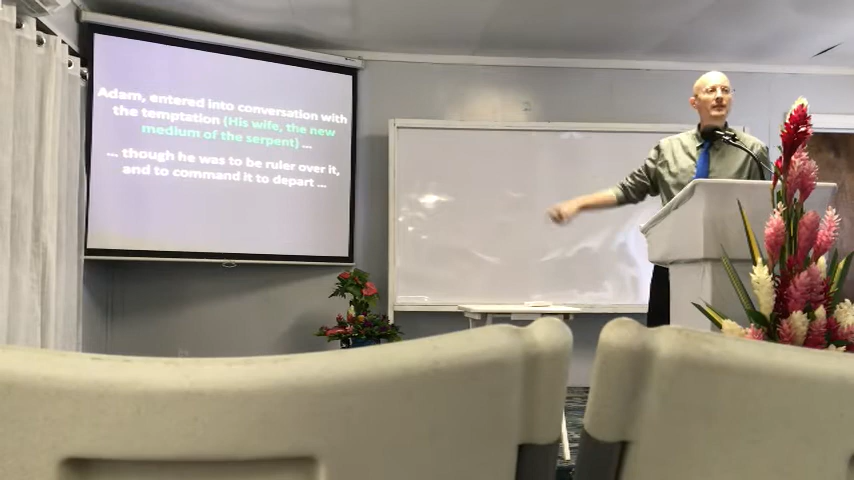 Adam, entered into conversation with
the temptation (His wife, the new
medium of the serpent) ...
... though he was to be ruler over it,
and to command it to depart ...